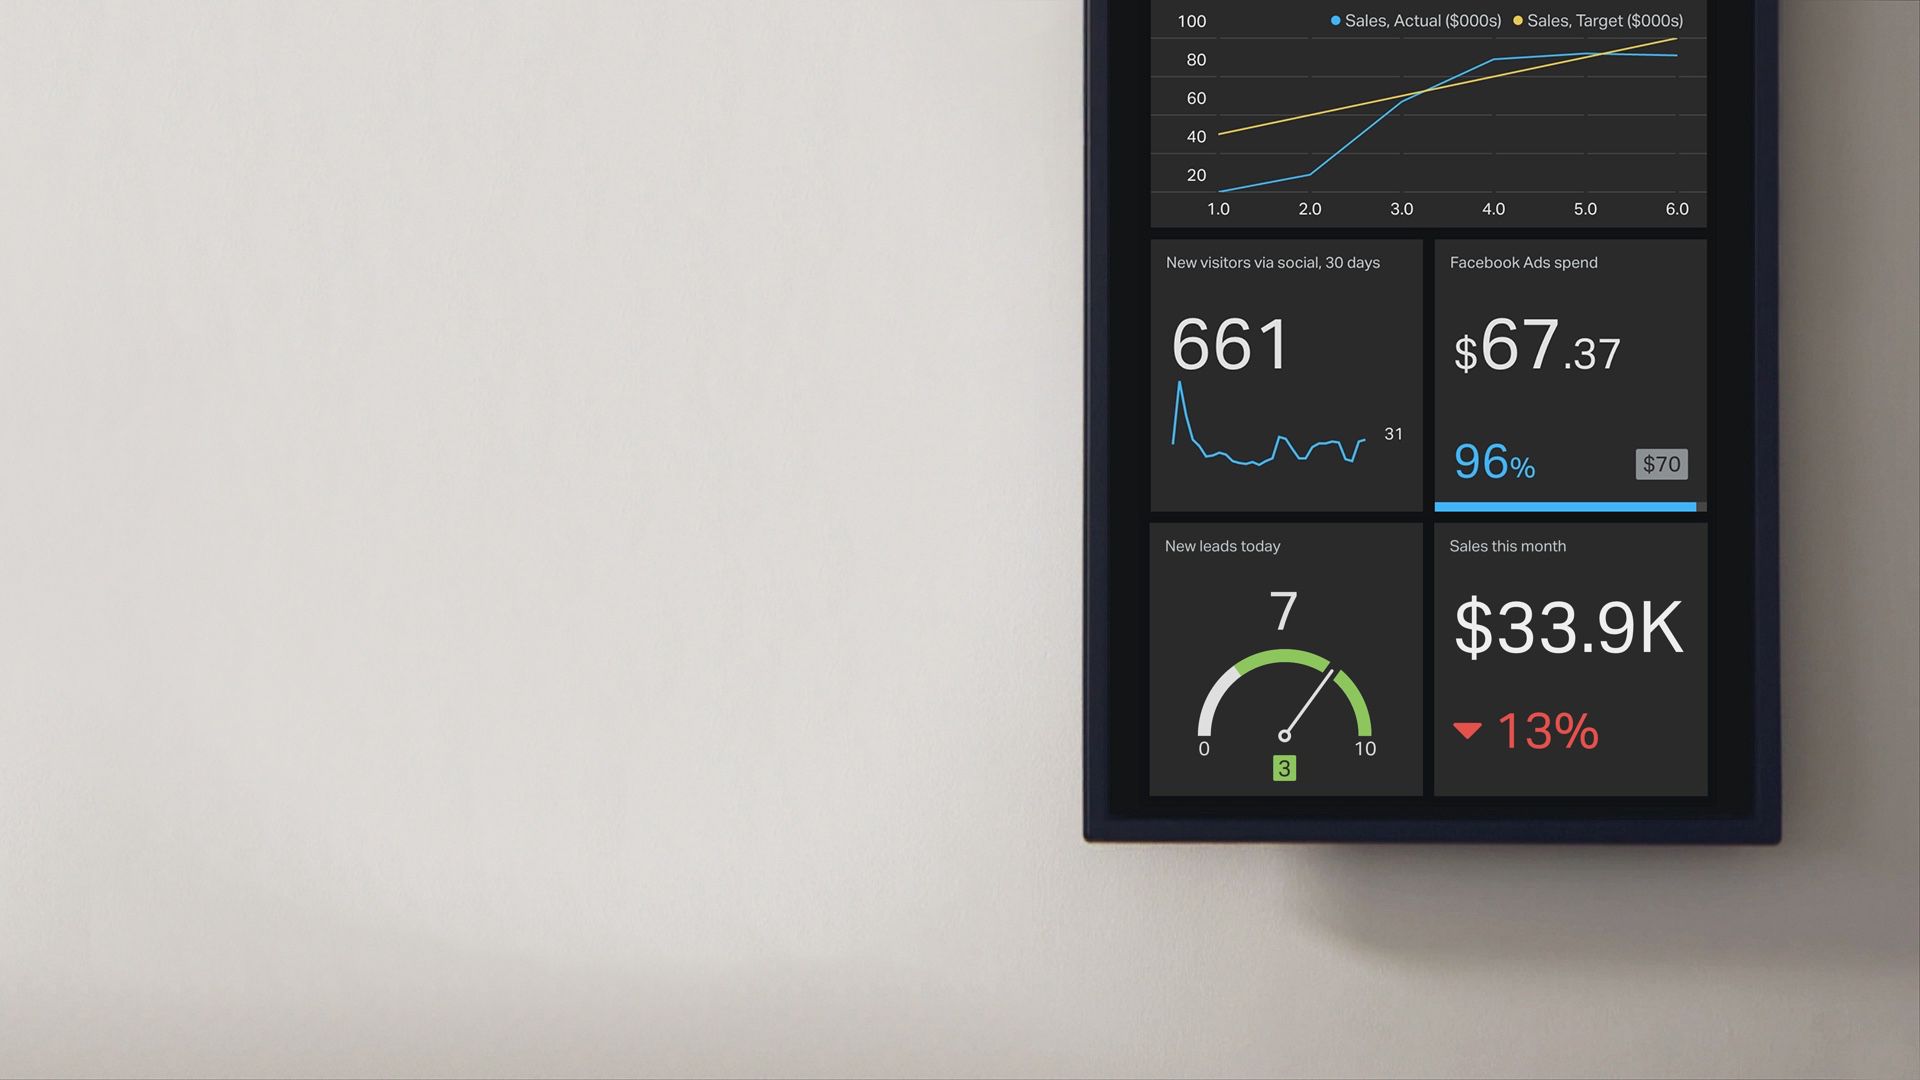 100
Sales, Actual ($000s) Sales, Target ($000s)
80
60
40
20
1.0 2.0 3.0 4.0 5.0 6.0
New visitors via social, 30 days
661
31
Facebook Ads spend
$67.37
96%
$70
New leads today
7
0 10
3
Sales this month
$33.9K
13%